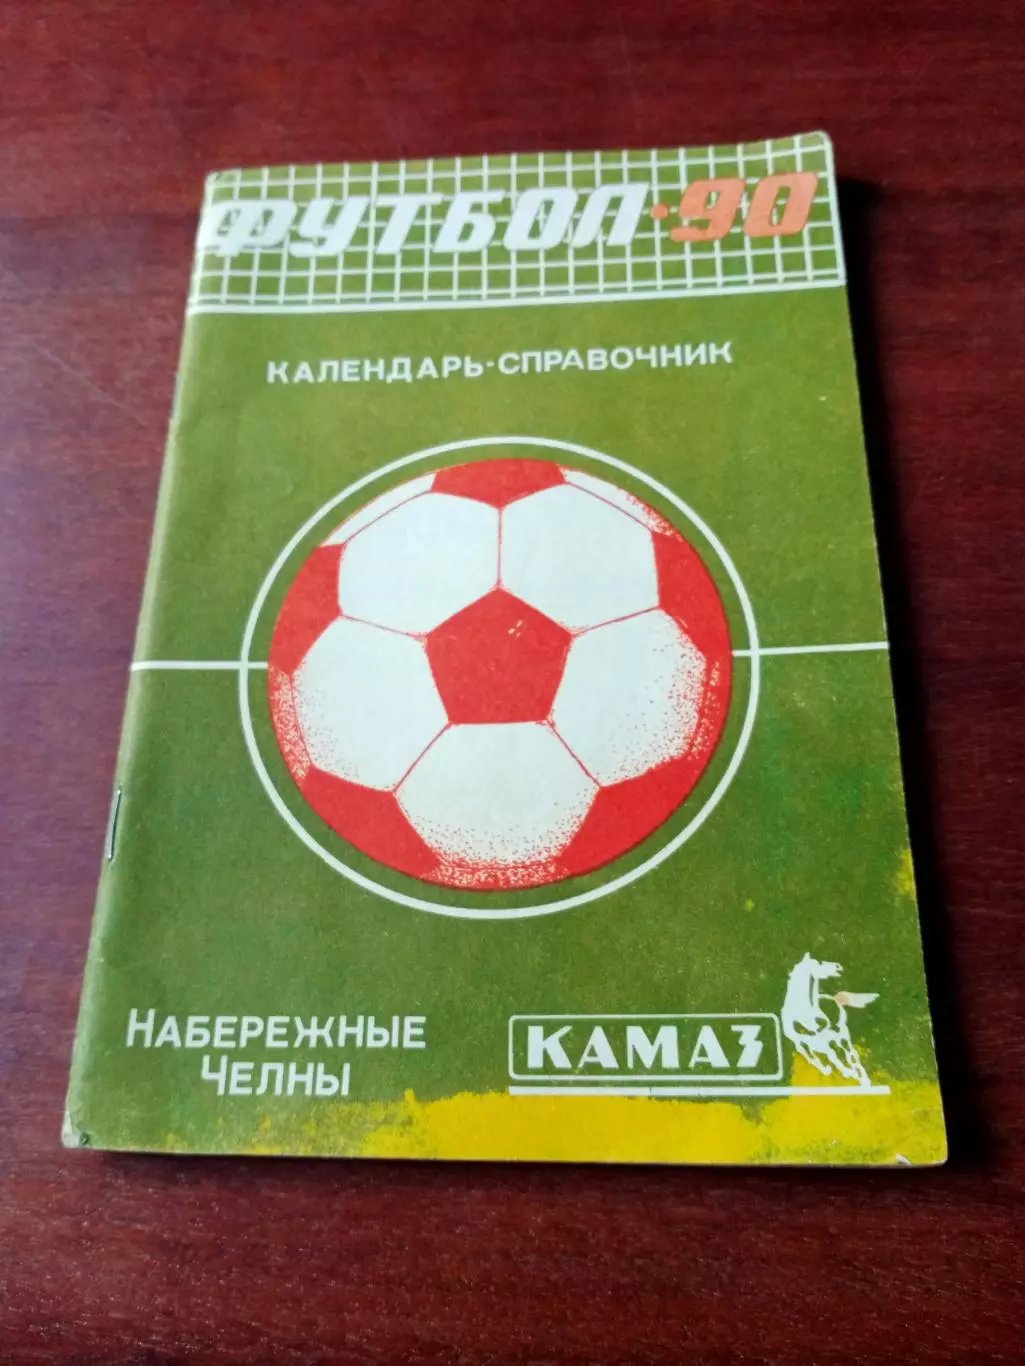 ФУТБОЛ·90
КАЛЕНДАРЬ-СПРАВОЧНИК
НАБЕРЕЖНЫЕ
ЧЕЛНЫ
КАМАЗ